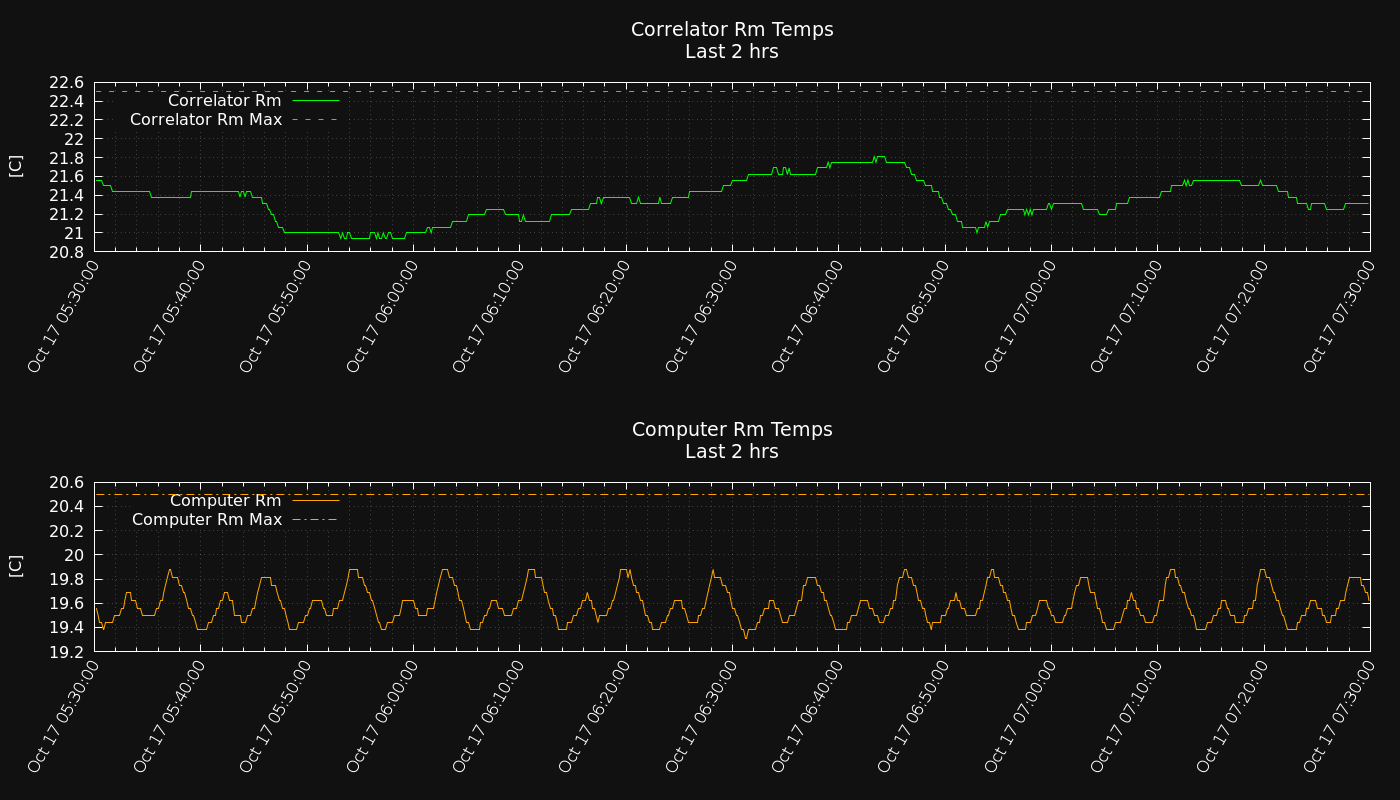 Correlator Rm Temps
Last 2 hrs
22.6
22.4
22.2
22
21.8
21.6
21.4
21.2
21
20.8
[C]
Correlator Rm
Correlator Rm Max
Oct 17 05:30:00
Oct 17 05:40:00
Oct 17 05:50:00
Oct 17 06:00:00
Oct 17 06:10:00
Oct 17 06:20:00
Oct 17 06:30:00
Oct 17 06:40:00
Oct 17 06:50:00
Oct 17 07:00:00
Oct 17 07:10:00
Oct 17 07:20:00
Oct 17 07:30:00
Computer Rm Temps
Last 2 hrs
20.6
20.4
20.2
20
19.8
19.6
19.4
19.2
[C]
Computer Rm
Computer Rm Max
Oct 17 05:30:00
Oct 17 05:40:00
Oct 17 05:50:00
Oct 17 06:00:00
Oct 17 06:10:00
Oct 17 06:20:00
Oct 17 06:30:00
Oct 17 06:40:00
Oct 17 06:50:00
Oct 17 07:00:00
Oct 17 07:10:00
Oct 17 07:20:00
Oct 17 07:30:00